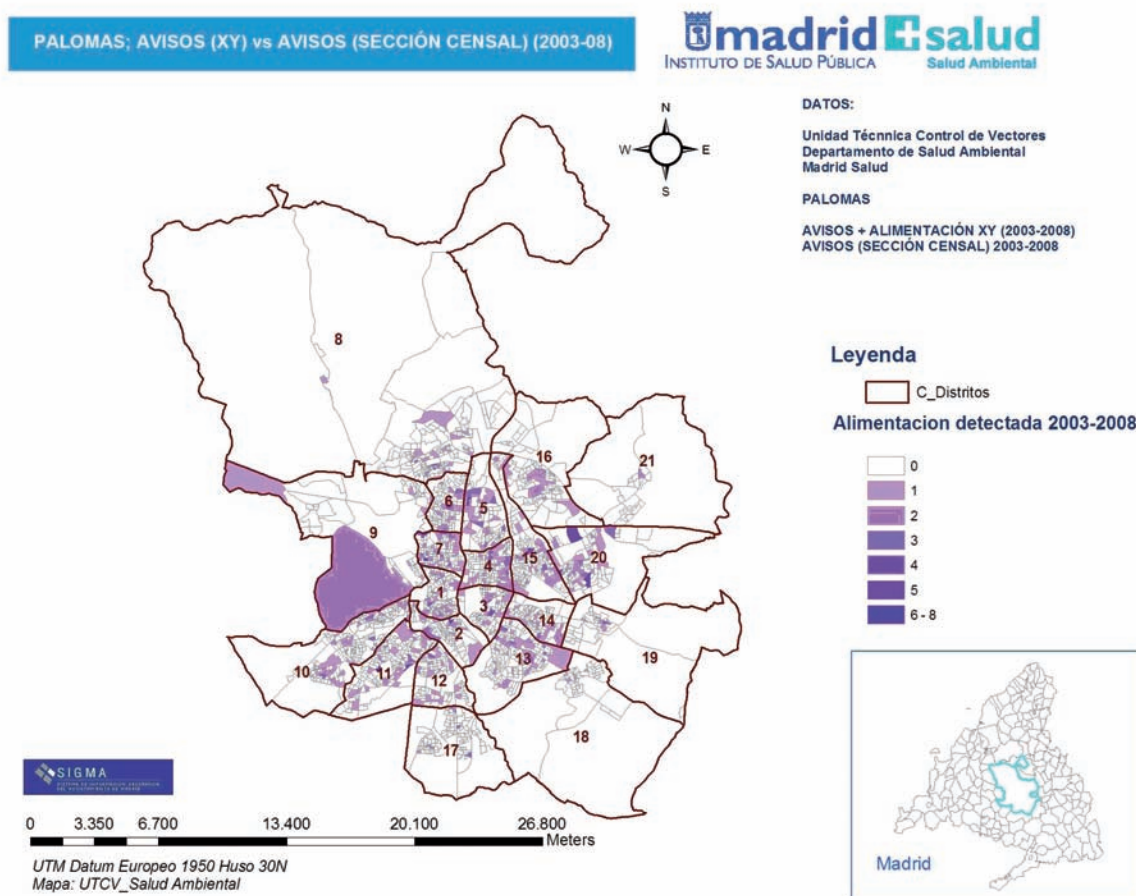 PALOMAS; AVISOS (XY) vs AVISOS (SECCIÓN CENSAL) (2003-08)
madrid salud
INSTITUTO DE SALUD PÚBLICA Salud Ambiental
DATOS:
Unidad Técnnica Control de Vectores
Departamento de Salud Ambiental
Madrid Salud
PALOMAS
AVISOS + ALIMENTACIÓN XY (2003-2008)
AVISOS (SECCIÓN CENSAL) 2003-2008
N
W E
S
8
16
21
6
5
9
7
4
15
20
1
3
14
2
13
19
10
11
12
18
17
Leyenda
C_Distritos
Alimentacion detectada 2003-2008
0
1
2
3
4
5
6 - 8
Madrid
SIGMA
0 3.350 6.700 13.400 20.100 26.800
Meters
UTM Datum Europeo 1950 Huso 30N
Mapa: UTCV_Salud Ambiental